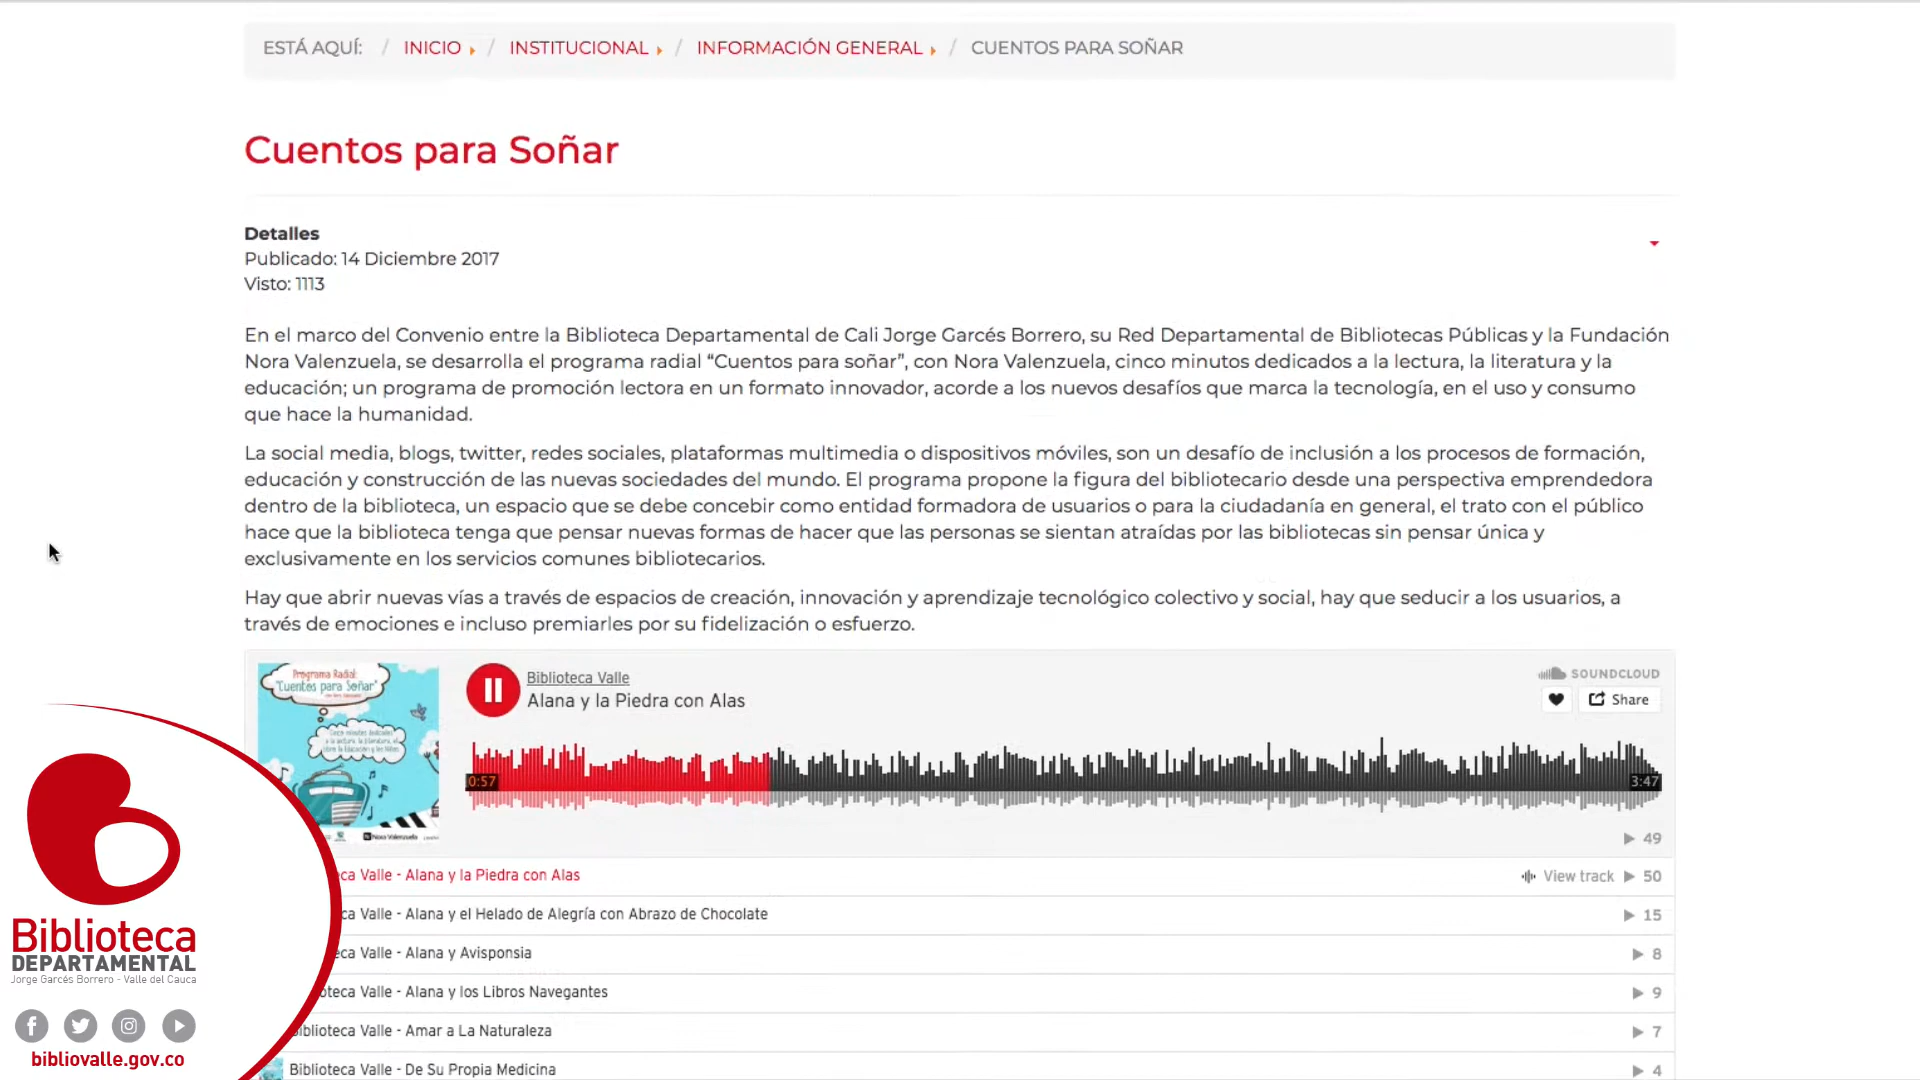 ESTÁ AQUÍ: / INICIO / INSTITUCIONAL / INFORMACIÓN GENERAL / CUENTOS PARA SOÑAR
Cuentos para Soñar
Detalles
Publicado: 14 Diciembre 2017
Visto: 1113
En el marco del Convenio entre la Biblioteca Departamental de Cali Jorge Garcés Borrero, su Red Departamental de Bibliotecas Públicas y la Fundación
Nora Valenzuela, se desarrolla el programa radial “Cuentos para soñar”, con Nora Valenzuela, cinco minutos dedicados a la lectura, la literatura y la
educación; un programa de promoción lectora en un formato innovador, acorde a los nuevos desafíos que marca la tecnología, en el uso y consumo
que hace la humanidad.
La social media, blogs, twitter, redes sociales, plataformas multimedia o dispositivos móviles, son un desafío de inclusión a los procesos de formación,
educación y construcción de las nuevas sociedades del mundo. El programa propone la figura del bibliotecario desde una perspectiva emprendedora
dentro de la biblioteca, un espacio que se debe concebir como entidad formadora de usuarios o para la ciudadanía en general, el trato con el público
hace que la biblioteca tenga que pensar nuevas formas de hacer que las personas se sientan atraídas por las bibliotecas sin pensar única y
exclusivamente en los servicios comunes bibliotecarios.
Hay que abrir nuevas vías a través de espacios de creación, innovación y aprendizaje tecnológico colectivo y social, hay que seducir a los usuarios, a
través de emociones e incluso premiarles por su fidelización o esfuerzo.
Programa Radial:
"Cuentos para Soñar"
Nora Valenzuela
Biblioteca Valle
Alana y la Piedra con Alas
SOUNDCLOUD
Share
0:57
3:47
49
eca Valle - Alana y la Piedra con Alas
View track 50
eca Valle - Alana y el Helado de Alegría con Abrazo de Chocolate
15
eca Valle - Alana y Avisponsia
8
oteca Valle - Alana y los Libros Navegantes
9
Biblioteca Valle - Amar a La Naturaleza
7
Biblioteca Valle - De Su Propia Medicina
4
Biblioteca
DEPARTAMENTAL
Jorge Garcés Borrero - Valle del Cauca
bibliovalle.gov.co